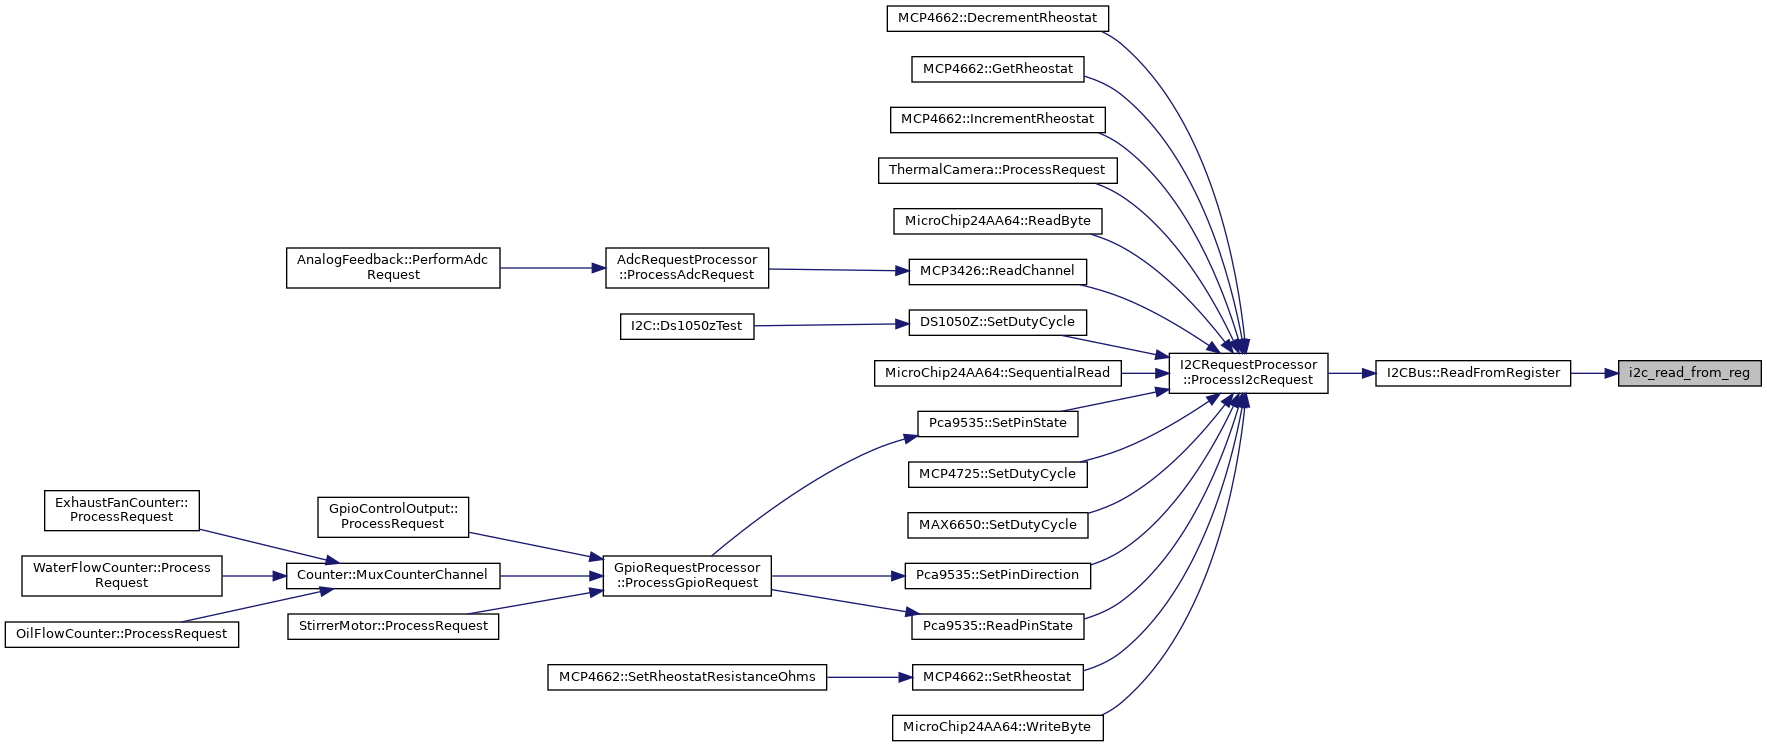 MCP4662::DecrementRheostat
MCP4662::GetRheostat
MCP4662::IncrementRheostat
ThermalCamera::ProcessRequest
MicroChip24AA64::ReadByte
AnalogFeedback::PerformAdc
Request
AdcRequestProcessor
::ProcessAdcRequest
MCP3426::ReadChannel
I2C::Ds1050zTest
DS1050Z::SetDutyCycle
MicroChip24AA64::SequentialRead
I2CRequestProcessor
::ProcessI2cRequest
I2CBus::ReadFromRegister
i2c_read_from_reg
Pca9535::SetPinState
MCP4725::SetDutyCycle
MAX6650::SetDutyCycle
ExhaustFanCounter::
ProcessRequest
GpioControlOutput::
ProcessRequest
WaterFlowCounter::Process
Request
Counter::MuxCounterChannel
GpioRequestProcessor
::ProcessGpioRequest
Pca9535::SetPinDirection
OilFlowCounter::ProcessRequest
StirrerMotor::ProcessRequest
Pca9535::ReadPinState
MCP4662::SetRheostatResistanceOhms
MCP4662::SetRheostat
MicroChip24AA64::WriteByte